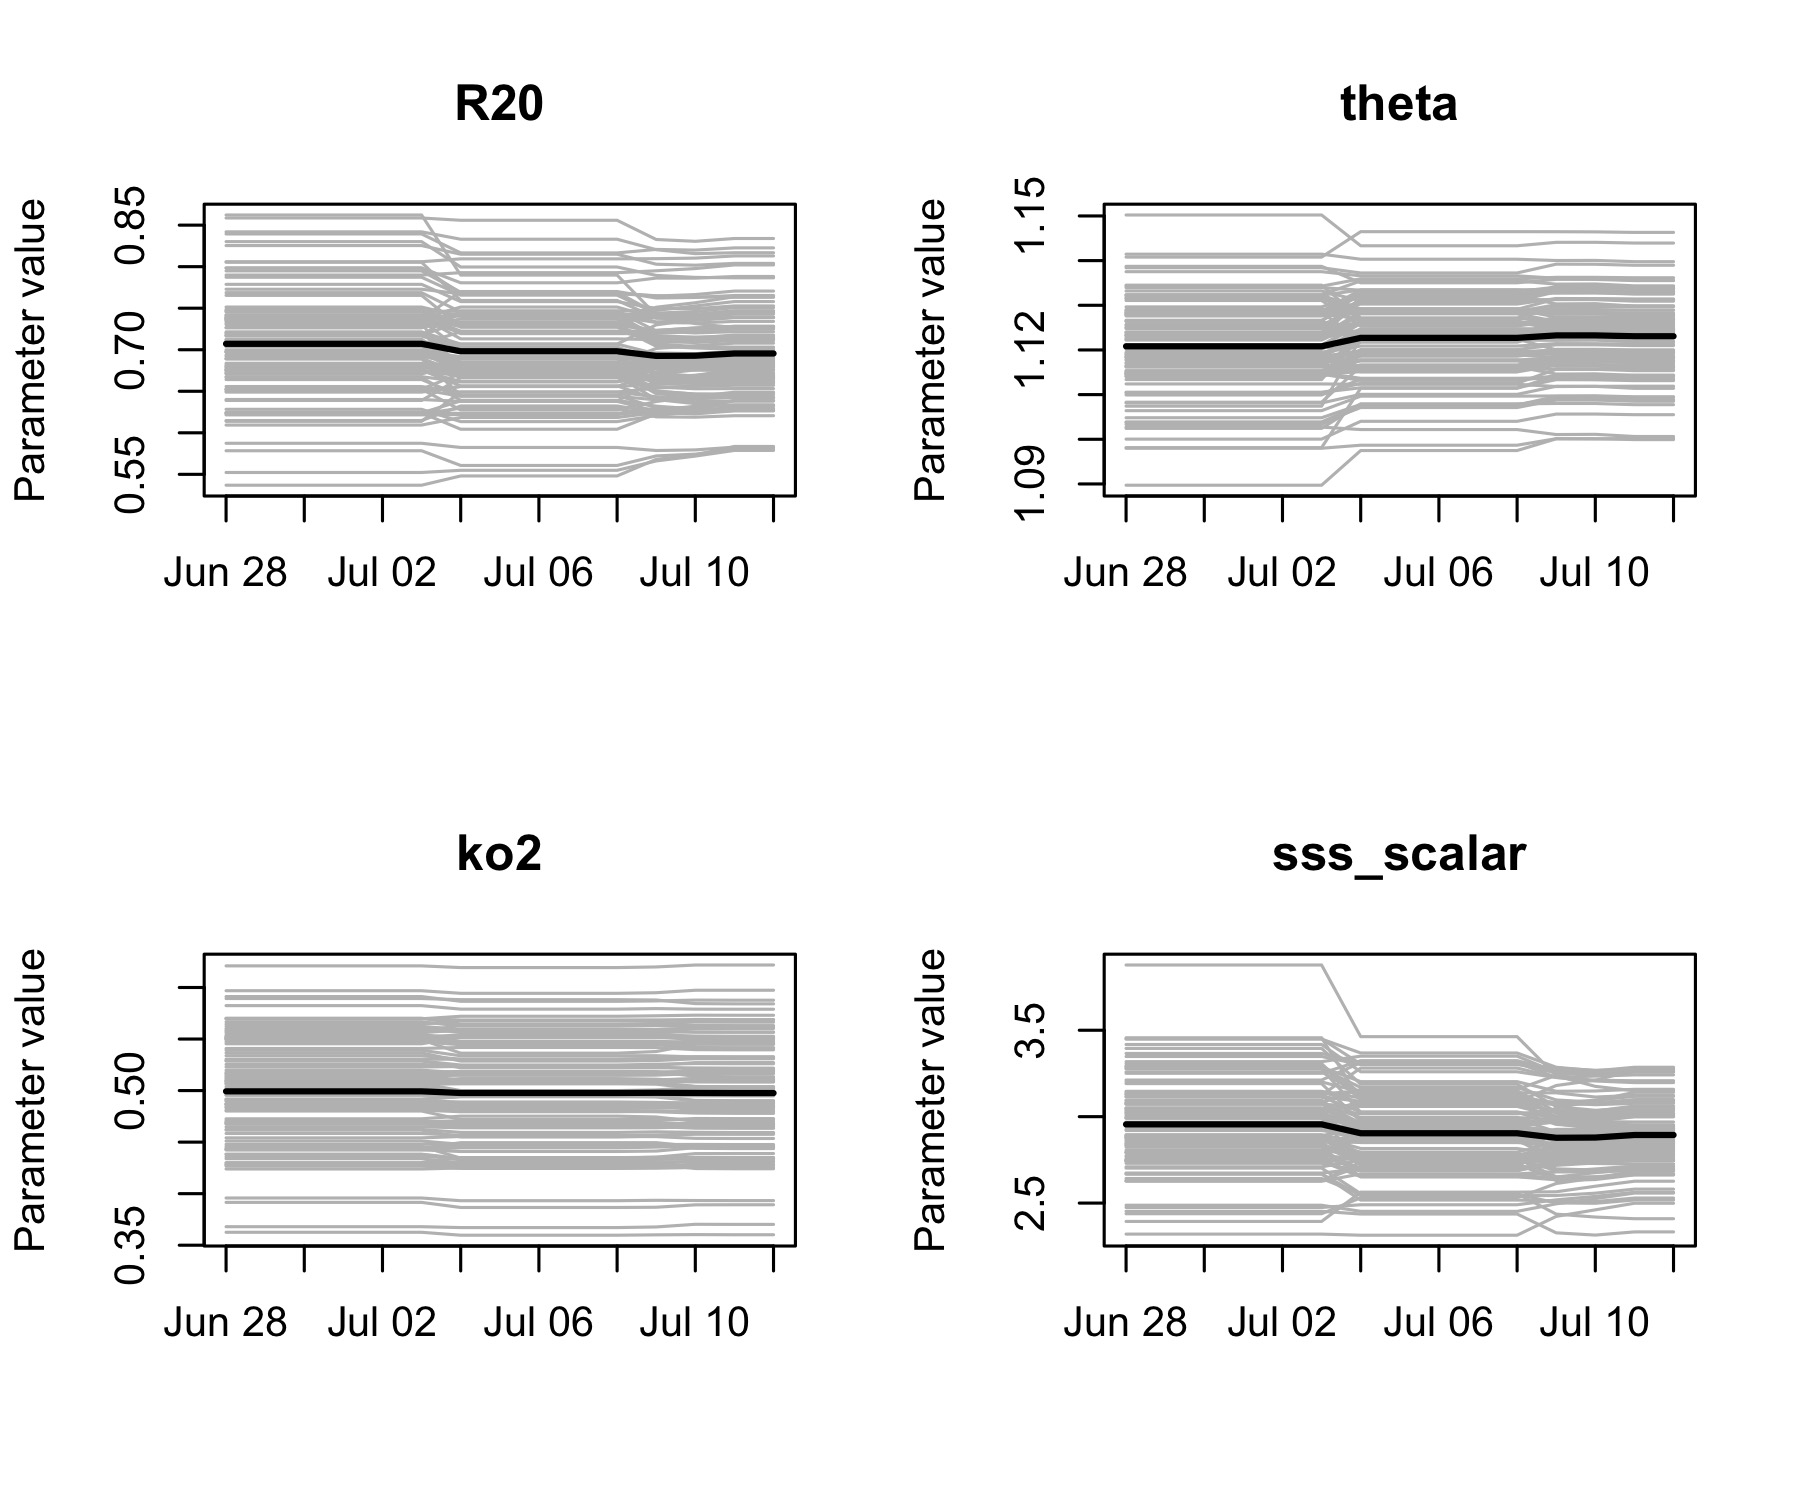 R20
Parameter value
0.55 0.70 0.85
Jun 28 Jul 02 Jul 06 Jul 10
theta
Parameter value
1.09 1.12 1.15
Jun 28 Jul 02 Jul 06 Jul 10
ko2
Parameter value
0.35 0.50
Jun 28 Jul 02 Jul 06 Jul 10
sss_scalar
Parameter value
2.5 3.5
Jun 28 Jul 02 Jul 06 Jul 10